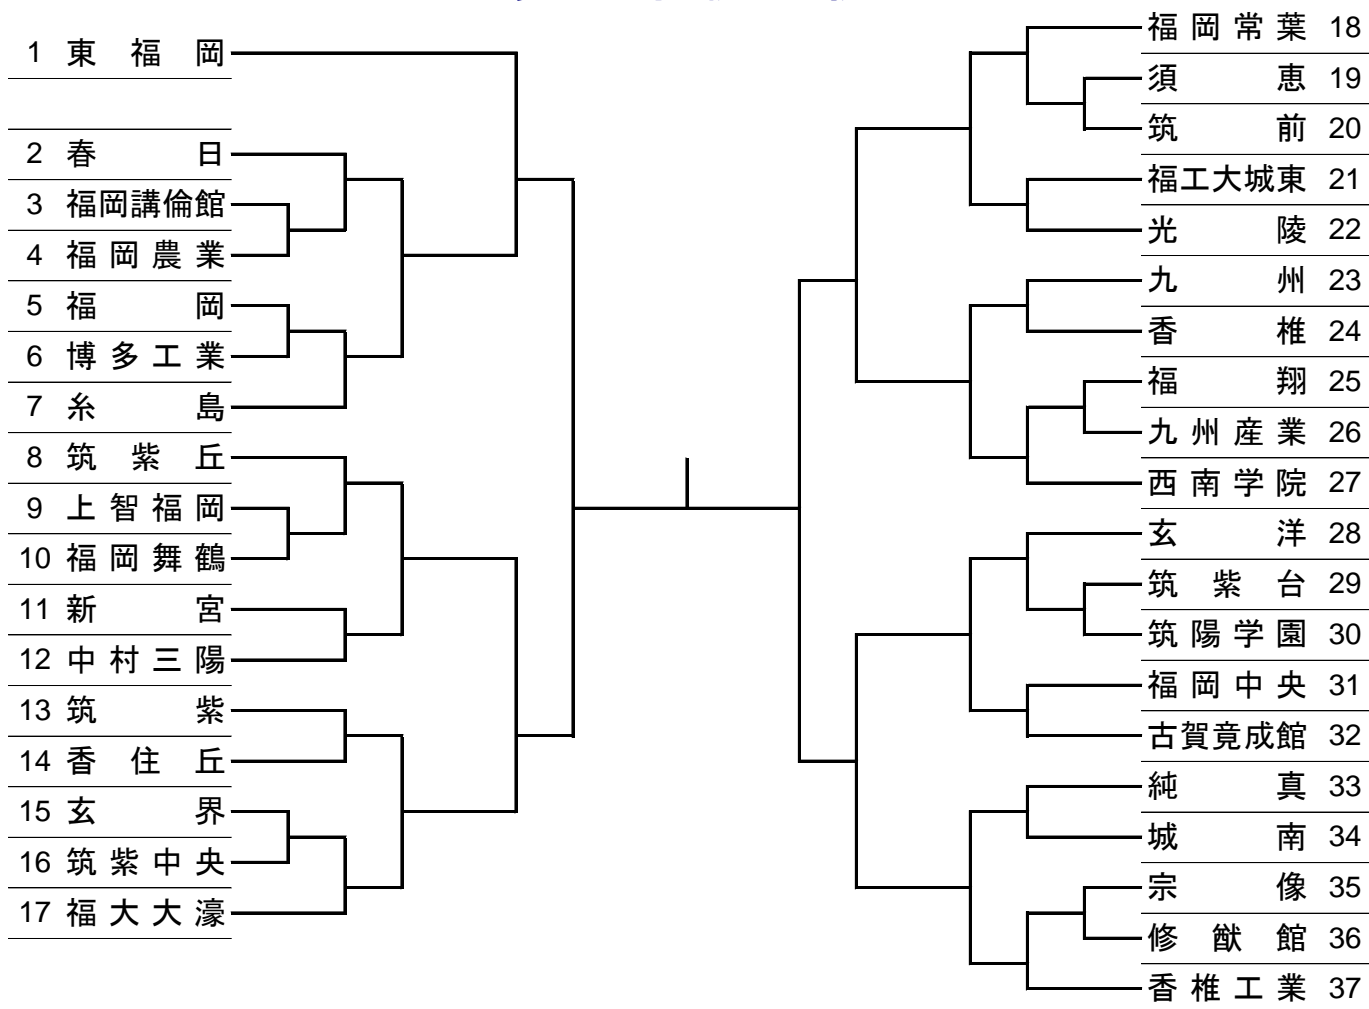 1 東福岡
2 春日
3 福岡講倫館
4 福岡農業
5 福岡
6 博多工業
7 糸島
8 筑紫丘
9 上智福岡
10 福岡舞鶴
11 新宮
12 中村三陽
13 筑紫
14 香住丘
15 玄界
16 筑紫中央
17 福大大濠
福岡常葉 18
須恵 19
筑前 20
福工大城東 21
光陵 22
九州 23
香椎 24
福翔 25
九州産業 26
西南学院 27
玄洋 28
筑紫台 29
筑陽学園 30
福岡中央 31
古賀竟成館 32
純真 33
城南 34
宗像 35
修猷館 36
香椎工業 37